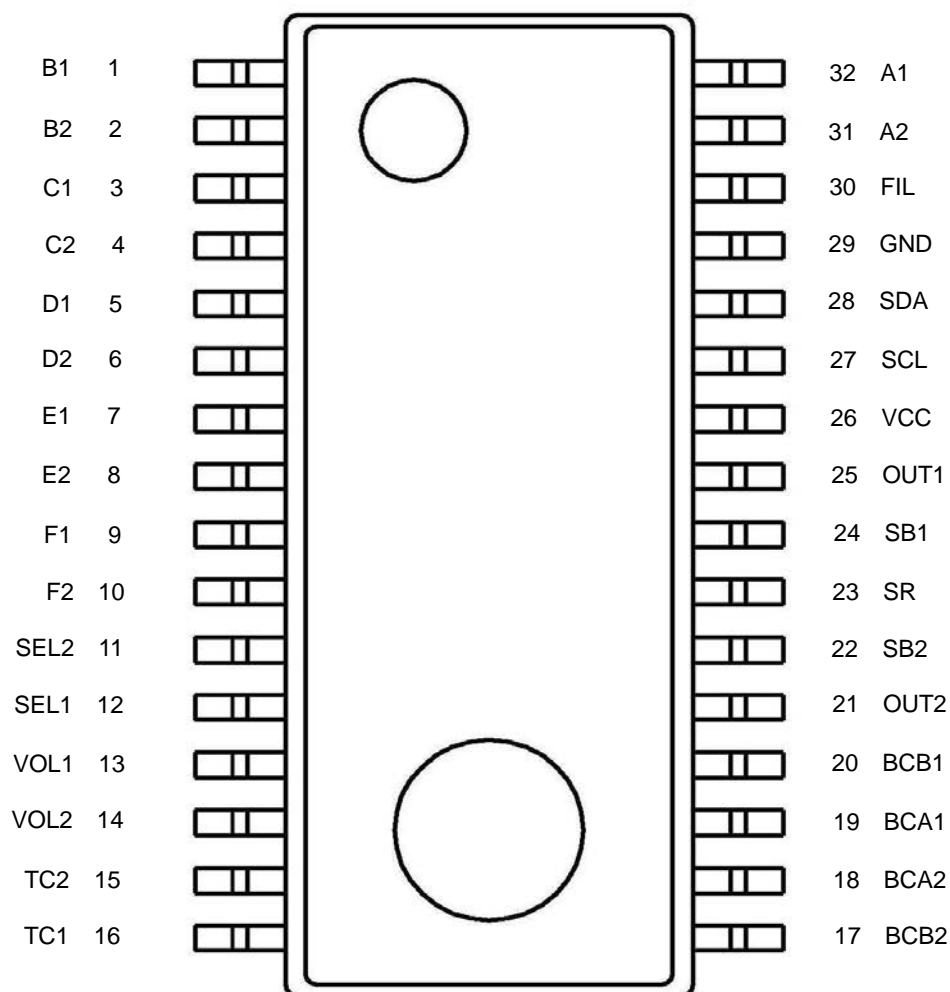 B1 1 32 A1
B2 2 31 A2
C1 3 30 FIL
C2 4 29 GND
D1 5 28 SDA
D2 6 27 SCL
E1 7 26 VCC
E2 8 25 OUT1
F1 9 24 SB1
F2 10 23 SR
SEL2 11 22 SB2
SEL1 12 21 OUT2
VOL1 13 20 BCB1
VOL2 14 19 BCA1
TC2 15 18 BCA2
TC1 16 17 BCB2